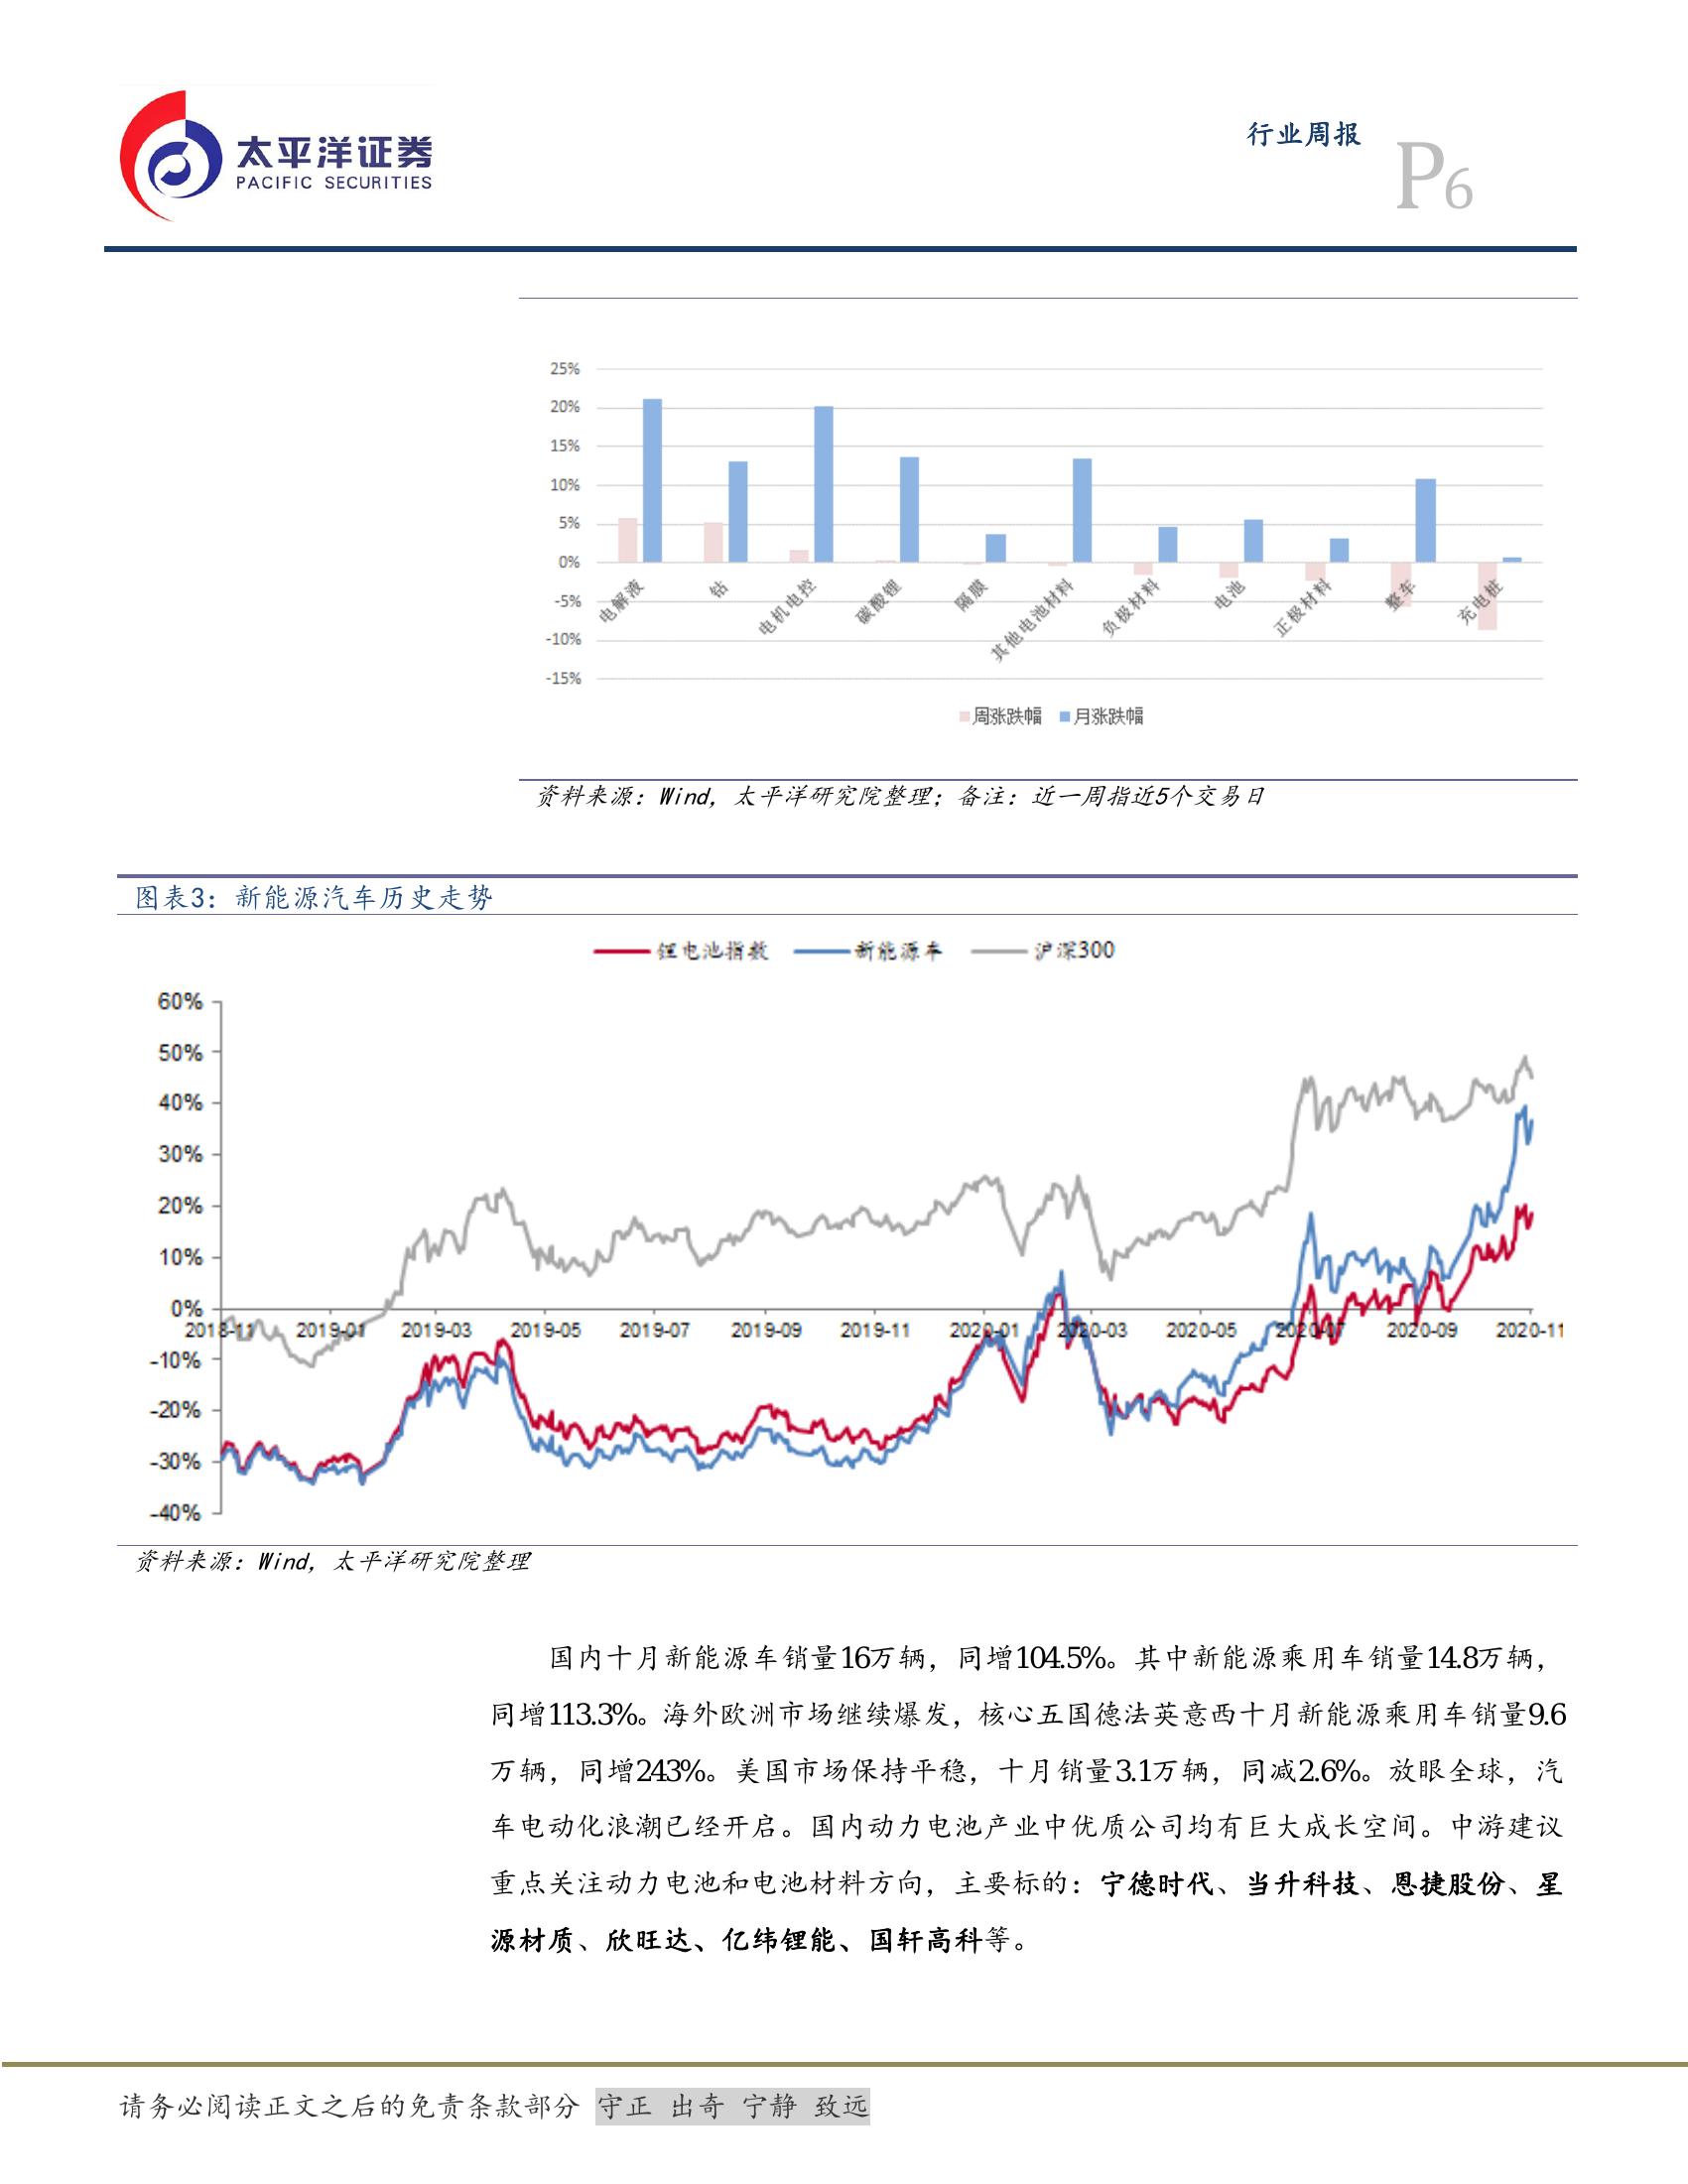 太平洋证券
PACIFIC SECURITIES
行业周报
P6
25%
20%
15%
10%
5%
0%
-5%
-10%
-15%
电解液
钴
电机电控
碳酸锂
隔膜
其他电池材料
负极材料
电池
正极材料
整车
充电桩
周涨跌幅 月涨跌幅
资料来源：Wind，太平洋研究院整理；备注：近一周指近5个交易日
图表3：新能源汽车历史走势
锂电池指数 新能源车 沪深300
60%
50%
40%
30%
20%
10%
0%
2018-11 2019-01 2019-03 2019-05 2019-07 2019-09 2019-11 2020-01 2020-03 2020-05 2020-07 2020-09 2020-11
-10%
-20%
-30%
-40%
资料来源：Wind，太平洋研究院整理
国内十月新能源车销量16万辆，同增104.5%。其中新能源乘用车销量14.8万辆，
同增113.3%。海外欧洲市场继续爆发，核心五国德法英意西十月新能源乘用车销量9.6
万辆，同增243%。美国市场保持平稳，十月销量3.1万辆，同减2.6%。放眼全球，汽
车电动化浪潮已经开启。国内动力电池产业中优质公司均有巨大成长空间。中游建议
重点关注动力电池和电池材料方向，主要标的：宁德时代、当升科技、恩捷股份、星
源材质、欣旺达、亿纬锂能、国轩高科等。
请务必阅读正文之后的免责条款部分 守正 出奇 宁静 致远